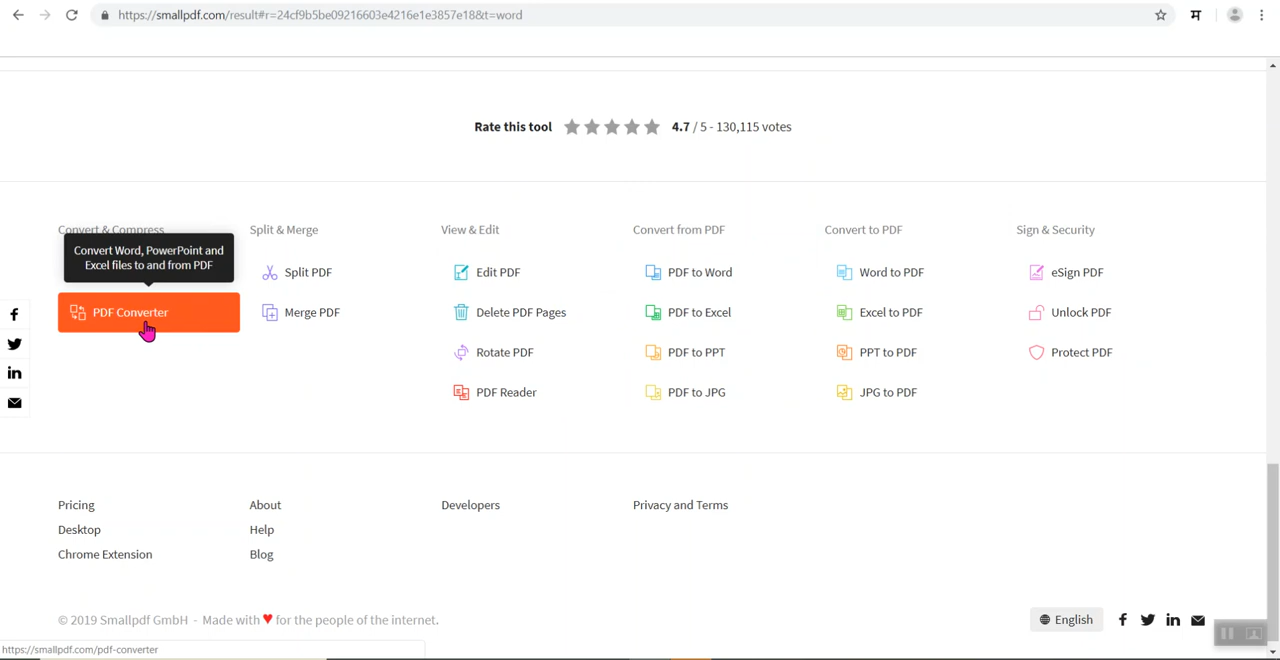 https://smallpdf.com/result#r=24cf9b5be09216603e4216e1e3857e18&t=word
Rate this tool 4.7 / 5 - 130,115 votes
Convert & Compress
Convert Word, PowerPoint and
Excel files to and from PDF
PDF Converter
Split & Merge
Split PDF
Merge PDF
View & Edit
Edit PDF
Delete PDF Pages
Rotate PDF
PDF Reader
Convert from PDF
PDF to Word
PDF to Excel
PDF to PPT
PDF to JPG
Convert to PDF
Word to PDF
Excel to PDF
PPT to PDF
JPG to PDF
Sign & Security
eSign PDF
Unlock PDF
Protect PDF
Pricing
Desktop
Chrome Extension
About
Help
Blog
Developers
Privacy and Terms
© 2019 Smallpdf GmbH - Made with ♥ for the people of the internet.
English
https://smallpdf.com/pdf-converter